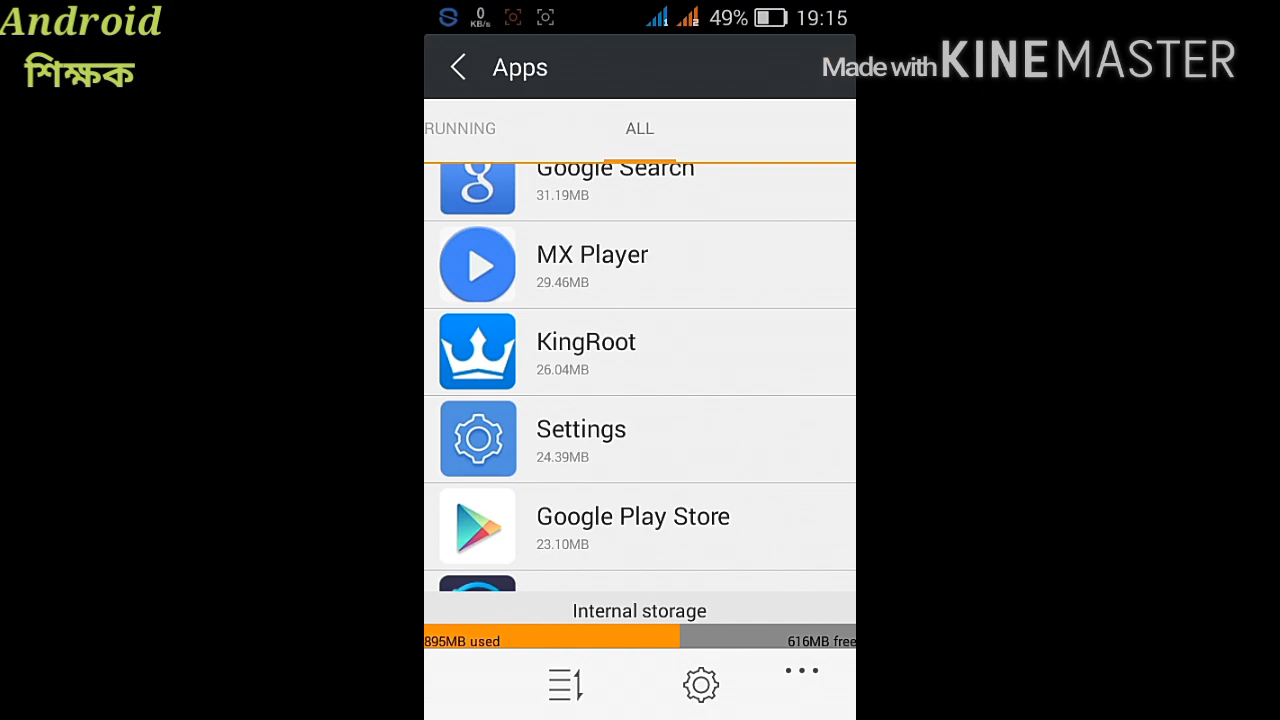 Android
শিক্ষক
0
KB/s
1
2
49%
19:15
Apps
Made with KINEMASTER
RUNNING
ALL
Google Search
31.19MB
MX Player
29.46MB
KingRoot
26.04MB
Settings
24.39MB
Google Play Store
23.10MB
Internal storage
895MB used
616MB free